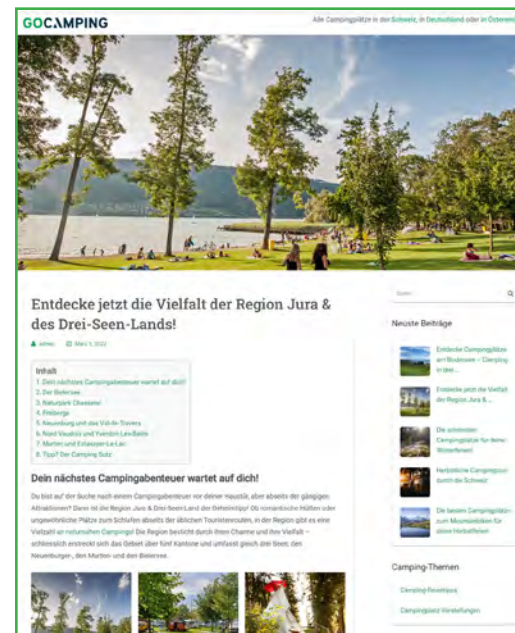 GOCAMPING
Alle Campingplätze in der Schweiz, in Deutschland oder in Österreich
Entdecke jetzt die Vielfalt der Region Jura &
des Drei-Seen-Lands!
admin März 5, 2022
Inhalt
1. Dein nächstes Campingabenteuer wartet auf dich!
2. Der Bielersee
3. Naturpark Chasseral
4. Freiberge
5. Neuenburg und das Val-de-Travers
6. Nord Vaudois und Yverdon-Les-Bains
7. Murten und Estavayer-Le-Lac
8. Tipp? Der Camping Sutz
Dein nächstes Campingabenteuer wartet auf dich!
Du bist auf der Suche nach einem Campingabenteuer vor deiner Haustür, aber abseits der gängigen
Attraktionen? Dann ist die Region Jura & Drei-Seen-Land der Geheimtipp! Ob romantische Hütten oder
ungewöhnliche Plätze zum Schlafen abseits der üblichen Touristenrouten, in der Region gibt es eine
Vielzahl an naturnahen Campings! Die Region besticht durch ihren Charme und ihre Vielfalt –
schliesslich erstreckt sich das Gebiet über fünf Kantone und umfasst gleich drei Seen: den
Neuenburger-, den Murten- und den Bielersee.
Neuste Beiträge
Entdecke Campingplätze
am Bodensee – Camping
in drei ...
Entdecke jetzt die Vielfalt
der Region Jura & ...
Die schönsten
Campingplätze für deine
Winterferien!
Herbstliche Campingtour
durch die Schweiz
Die besten Campingplätze
zum Mountainbiken für
deine Herbstferien
Camping-Themen
Camping-Reisetipps
Campingplatz Vorstellungen